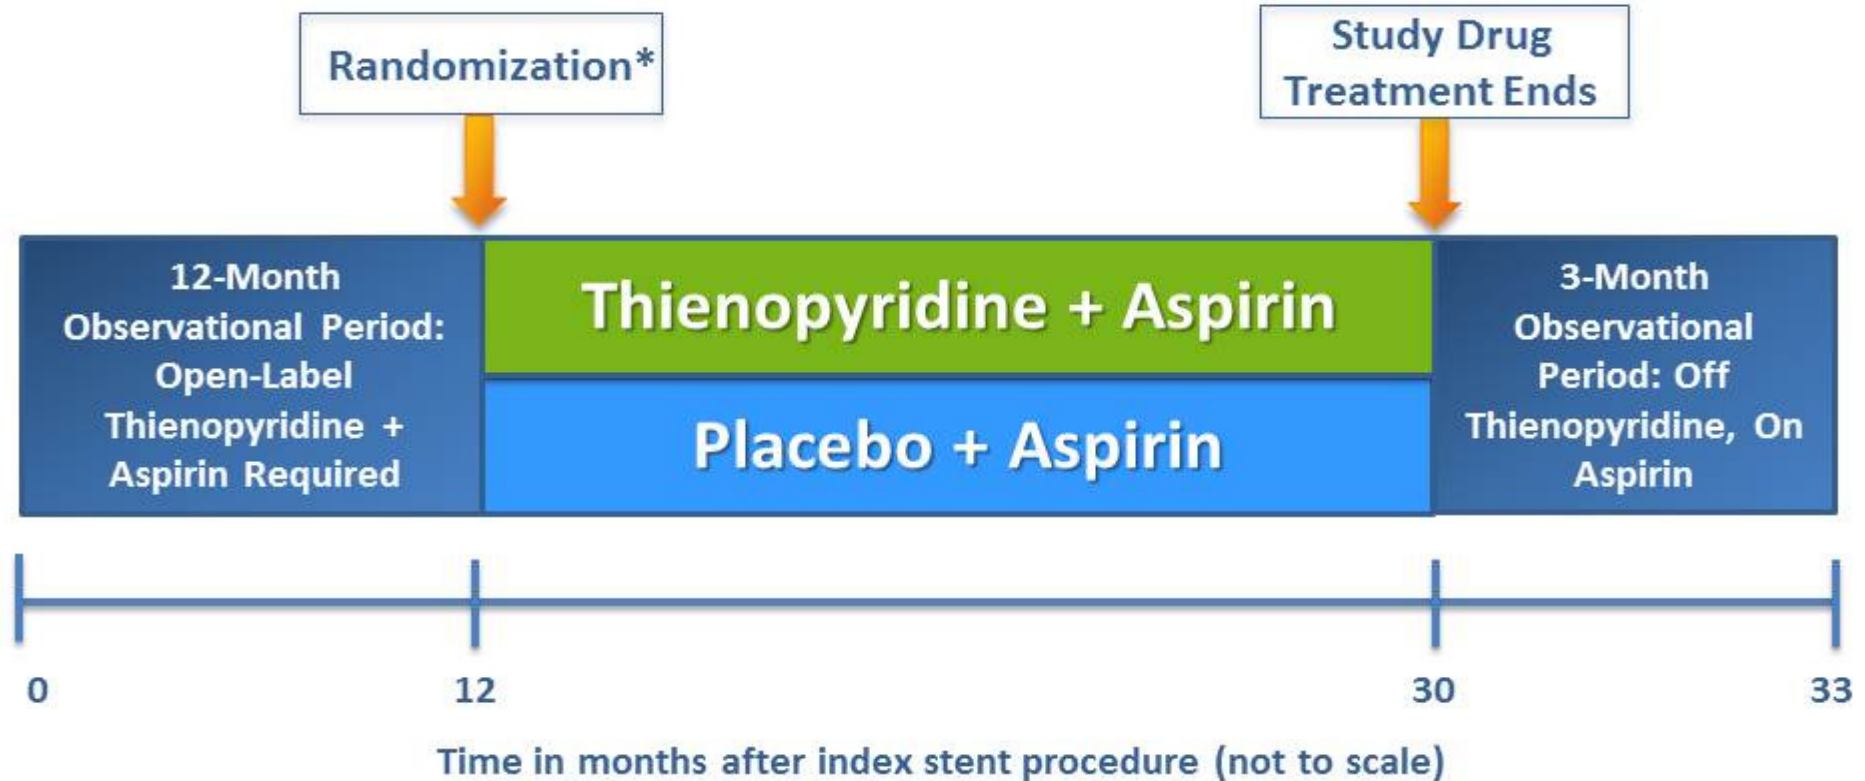 Randomization*
Study Drug
Treatment Ends
12-Month
Observational Period:
Open-Label
Thienopyridine +
Aspirin Required
Thienopyridine + Aspirin
Placebo + Aspirin
3-Month
Observational
Period: Off
Thienopyridine, On
Aspirin
0
12
30
33
Time in months after index stent procedure (not to scale)